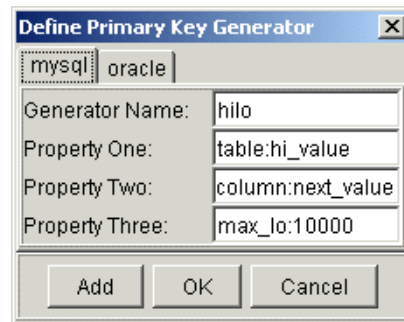 Define Primary Key Generator
mysql oracle
Generator Name: hilo
Property One: table:hi_value
Property Two: column:next_value
Property Three: max_lo:10000
Add OK Cancel